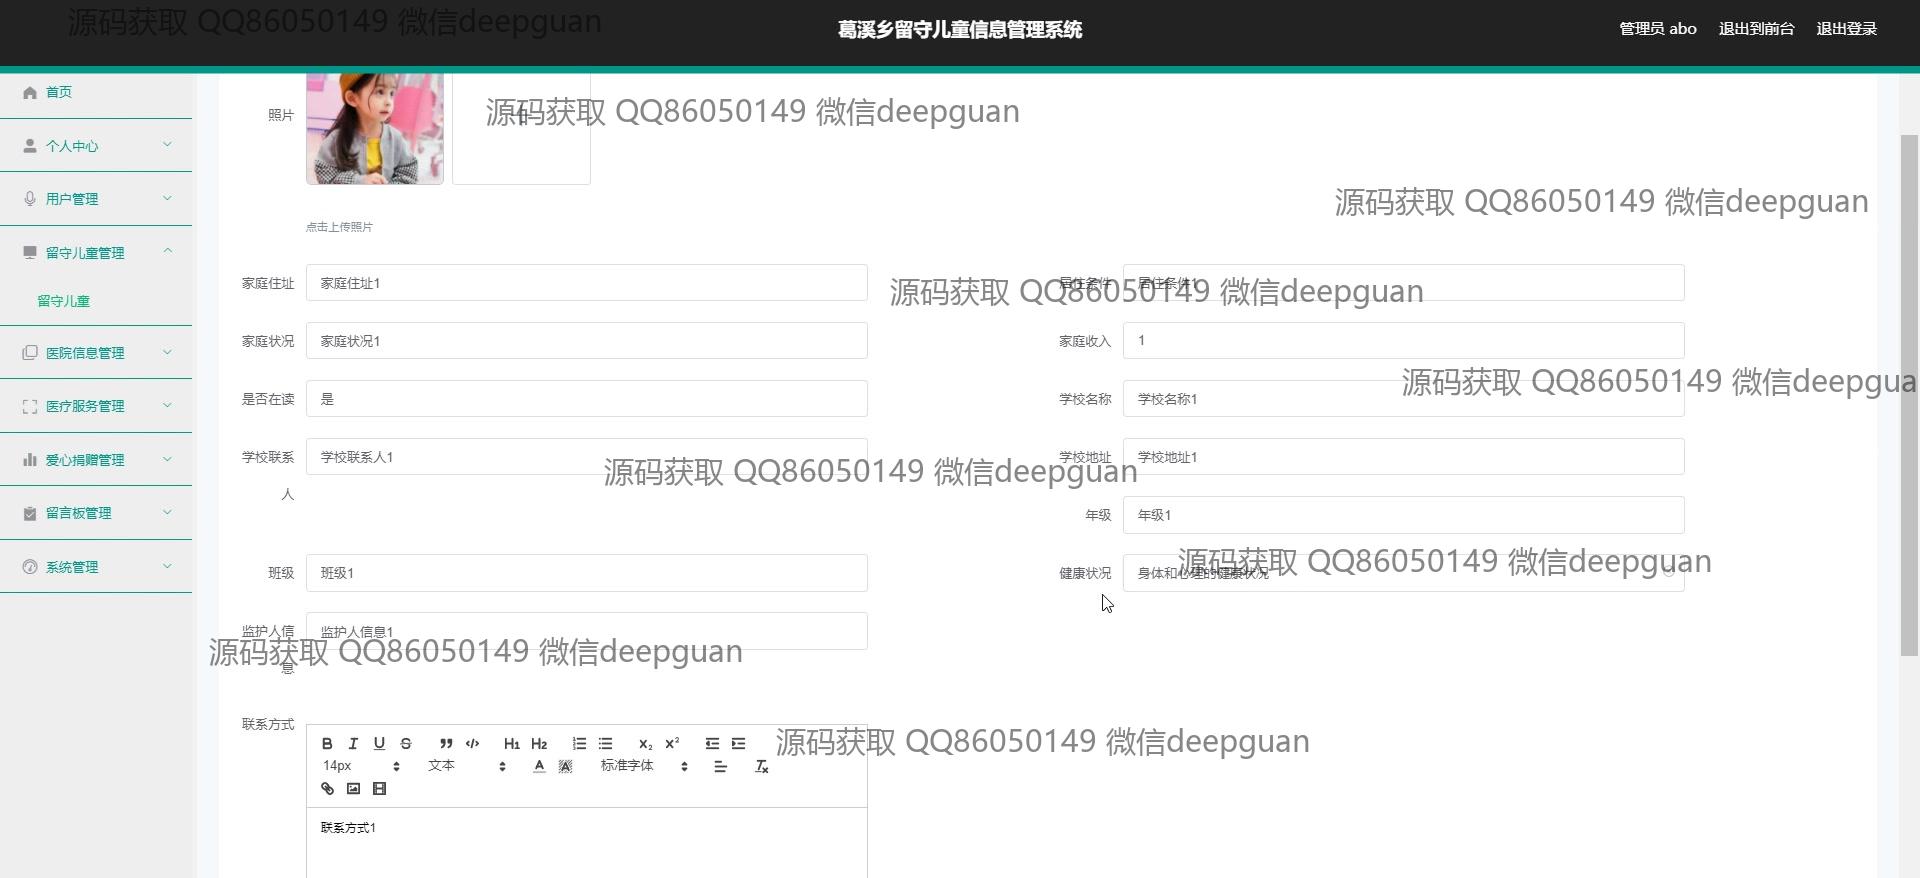 源码获取 QQ86050149 微信deepguan
葛溪乡留守儿童信息管理系统
管理员 abo 退出到前台 退出登录
首页
照片
源码获取 QQ86050149 微信deepguan
个人中心
用户管理
源码获取 QQ86050149 微信deepguan
点击上传照片
留守儿童管理
家庭住址 家庭住址1
居住条件 居住条件1
源码获取 QQ86050149 微信deepguan
留守儿童
家庭状况 家庭状况1
家庭收入 1
医院信息管理
源码获取 QQ86050149 微信deepgua
是否在读 是
学校名称 学校名称1
医疗服务管理
学校联系人 学校联系人1
学校地址 学校地址1
源码获取 QQ86050149 微信deepguan
爱心捐赠管理
年级 年级1
留言板管理
源码获取 QQ86050149 微信deepguan
系统管理
班级 班级1
健康状况 身体和心理的健康状况
监护人信息 监护人信息1
源码获取 QQ86050149 微信deepguan
联系方式
B I U S H1 H2 X₂ X²
源码获取 QQ86050149 微信deepguan
14px 文本 A A 标准字体 Tx
联系方式1